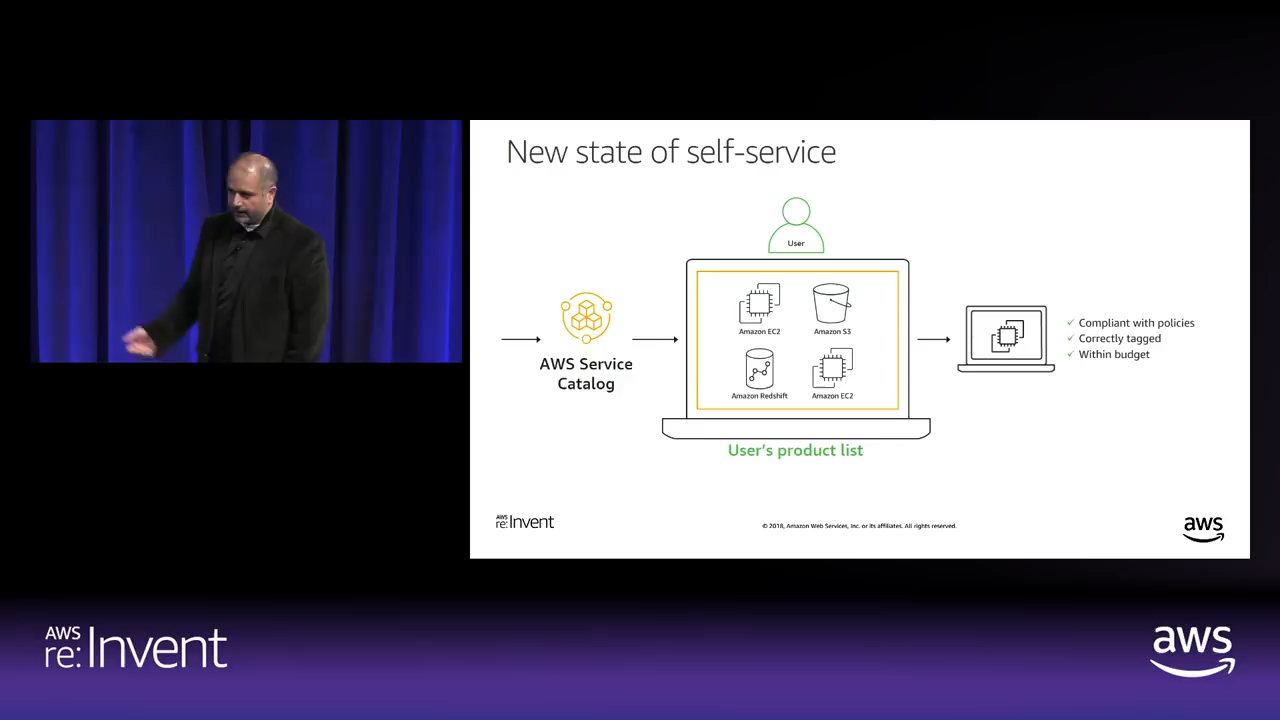 New state of self-service
User
Amazon EC2
Amazon S3
Amazon Redshift
Amazon EC2
AWS Service
Catalog
User's product list
✓ Compliant with policies
✓ Correctly tagged
✓ Within budget
AWS
re:Invent
© 2018, Amazon Web Services, Inc. or its affiliates. All rights reserved.
aws
AWS
re:Invent
aws